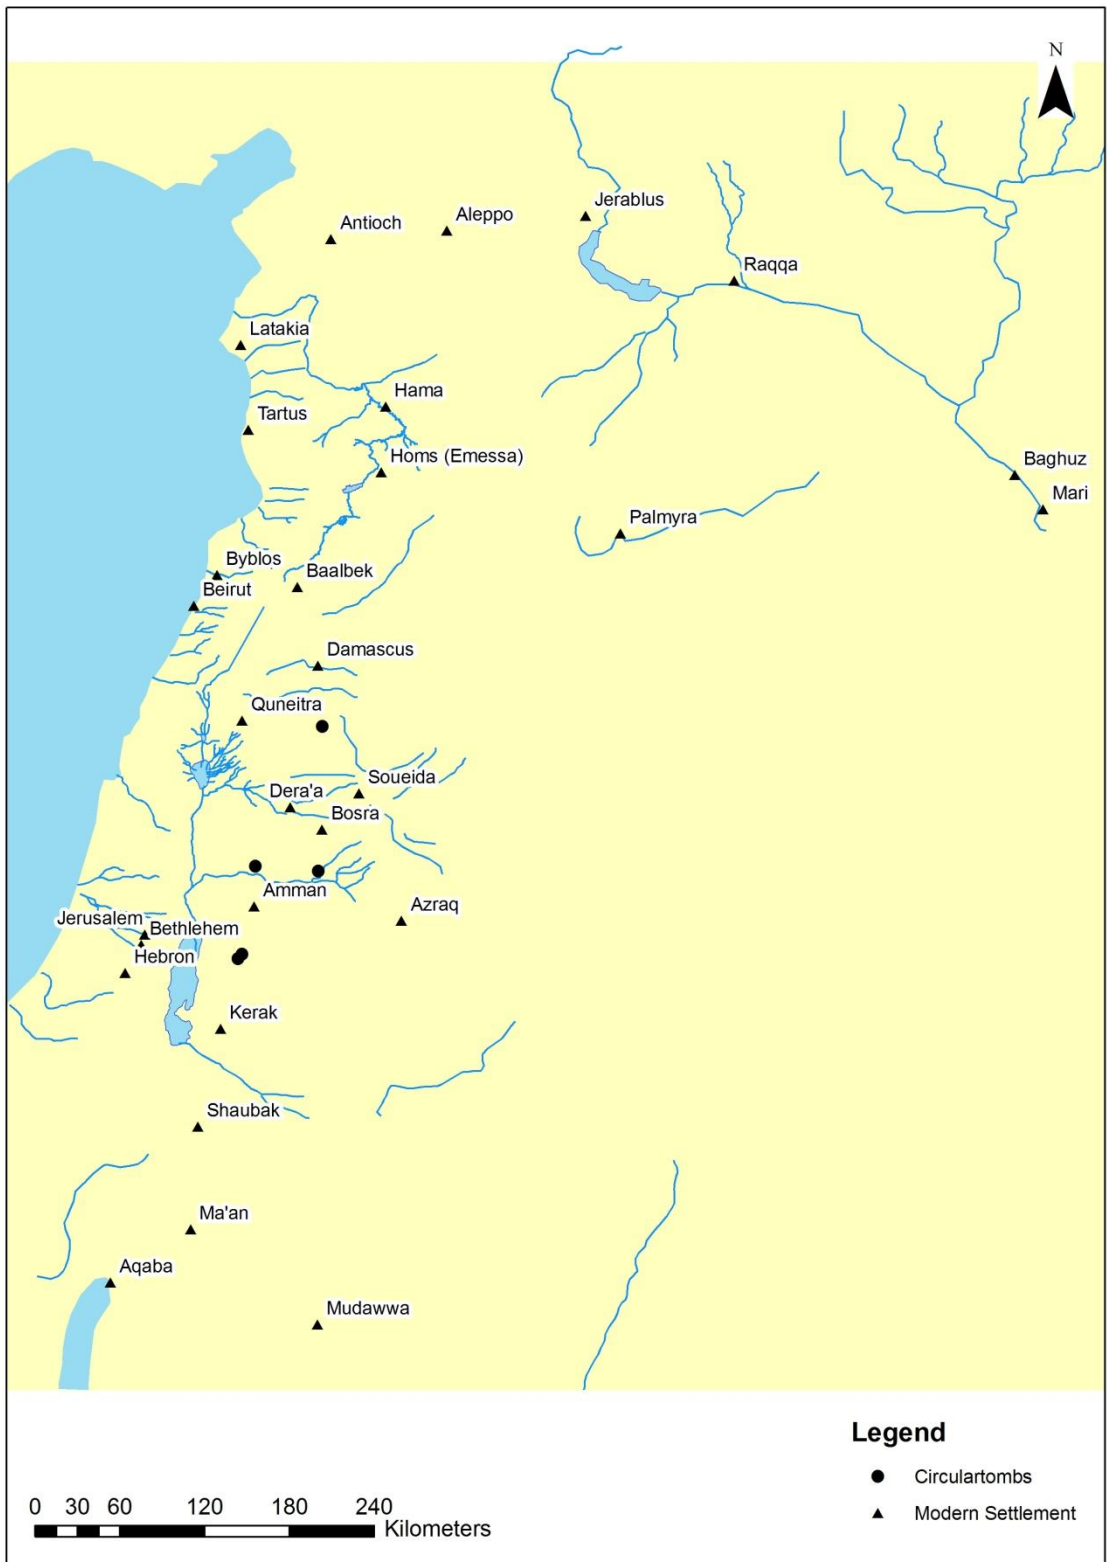 N
Jerablus
Antioch
Aleppo
Raqqa
Latakia
Hama
Tartus
Homs (Emessa)
Baghuz
Mari
Palmyra
Byblos
Baalbek
Beirut
Damascus
Quneitra
Soueida
Dera'a
Bosra
Amman
Azraq
Jerusalem
Bethlehem
Hebron
Kerak
Shaubak
Ma'an
Aqaba
Mudawwa
Legend
Circulartombs
Modern Settlement
0 30 60 120 180 240
Kilometers